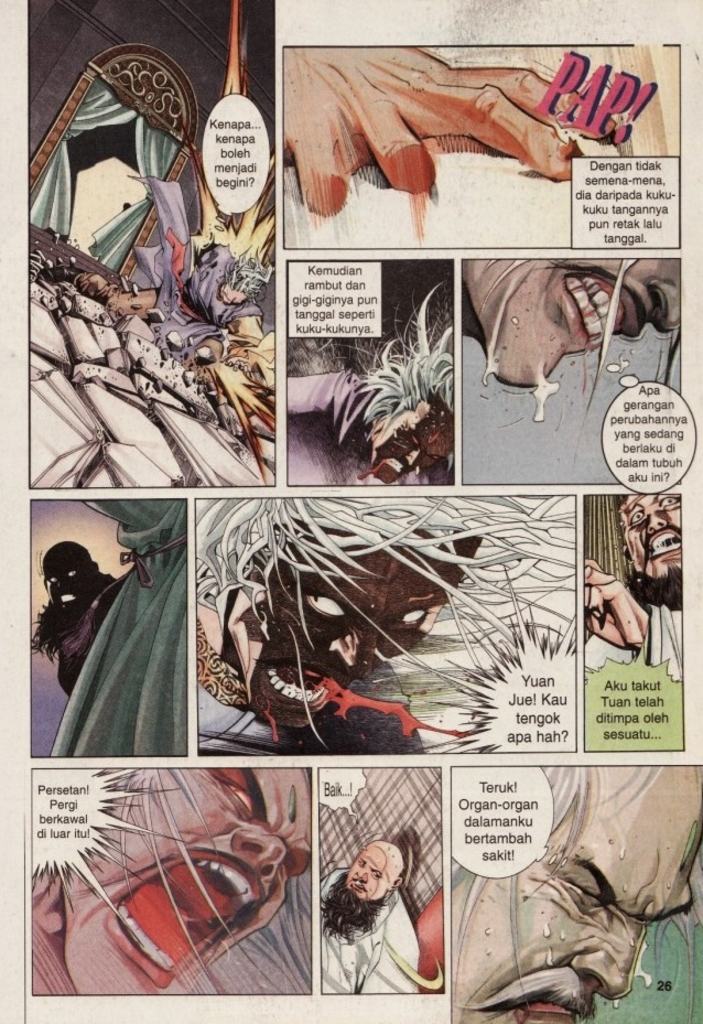 Kenapa...
kenapa
boleh
menjadi
begini?
PAP!
Dengan tidak
semena-mena,
dia daripada kuku-
kuku tangannya
pun retak lalu
tanggal.
Kemudian
rambut dan
gigi-giginya pun
tanggal seperti
kuku-kukunya.
Apa
gerangan
perubahannya
yang sedang
berlaku di
dalam tubuh
aku ini?
Yuan
Jue! Kau
tengok
apa hah?
Aku takut
Tuan telah
ditimpa oleh
sesuatu...
Persetan!
Pergi
berkawal
di luar itu!
Baik...!
Teruk!
Organ-organ
dalamanku
bertambah
sakit!
26